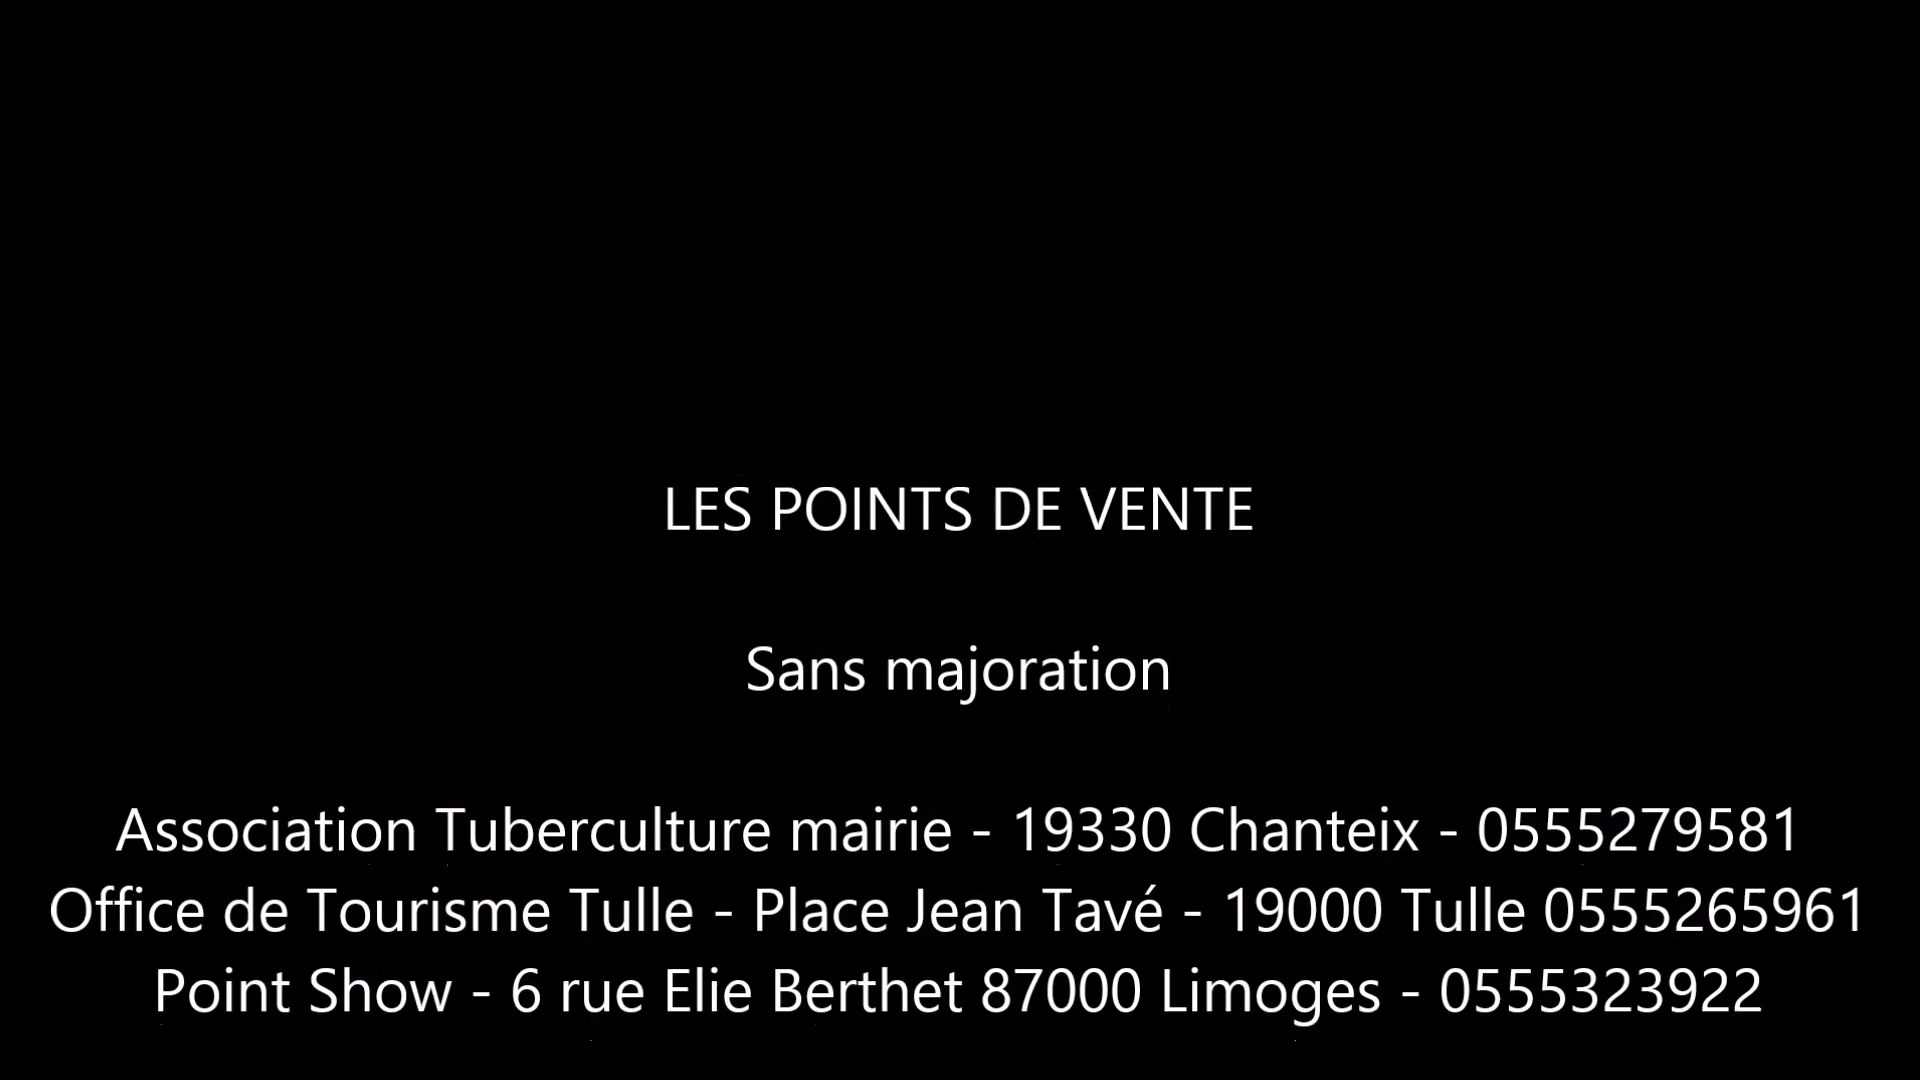 LES POINTS DE VENTE
Sans majoration
Association Tuberculture mairie - 19330 Chanteix - 0555279581
Office de Tourisme Tulle - Place Jean Tavé - 19000 Tulle 0555265961
Point Show - 6 rue Elie Berthet 87000 Limoges - 0555323922